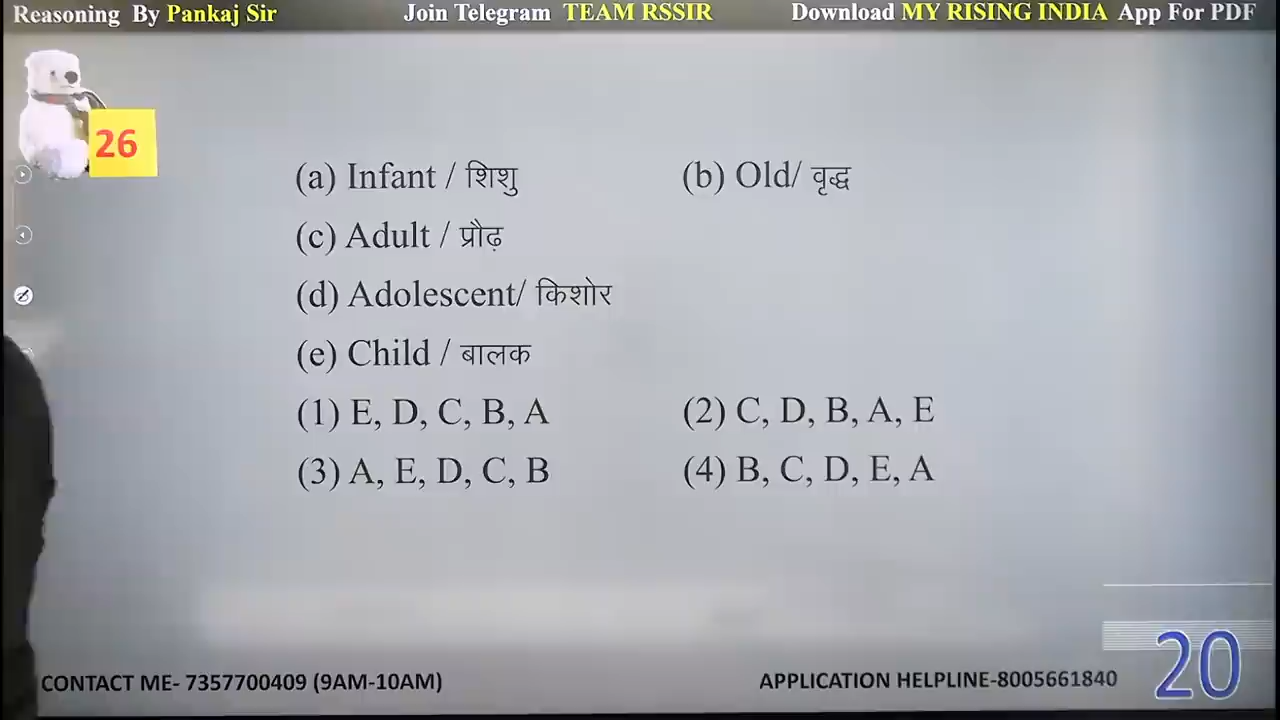 Reasoning By Pankaj Sir Join Telegram TEAM RSSIR Download MY RISING INDIA App For PDF
26
(a) Infant / शिशु (b) Old/ वृद्ध
(c) Adult / प्रौढ़
(d) Adolescent/ किशोर
(e) Child / बालक
(1) E, D, C, B, A (2) C, D, B, A, E
(3) A, E, D, C, B (4) B, C, D, E, A
CONTACT ME- 7357700409 (9AM-10AM) APPLICATION HELPLINE-8005661840 20